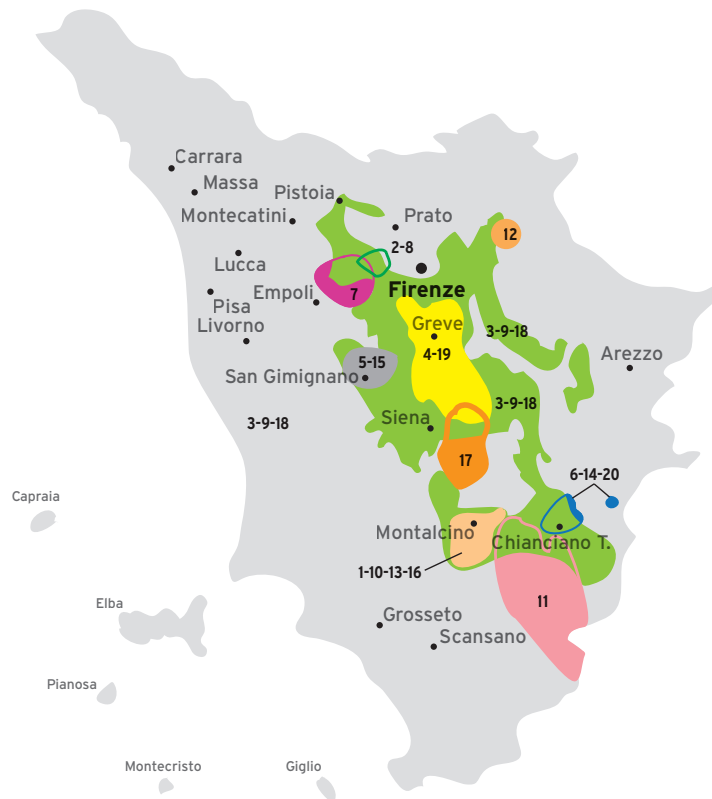 Carrara
Massa
Pistoia
Montecatini
Prato
12
2-8
Lucca
Firenze
Empoli
7
Pisa
Livorno
Greve
3-9-18
4-19
Arezzo
5-15
San Gimignano
3-9-18
3-9-18
Siena
17
6-14-20
Capraia
Montalcino
Chianciano T.
1-10-13-16
11
Elba
Grosseto
Scansano
Pianosa
Montecristo
Giglio